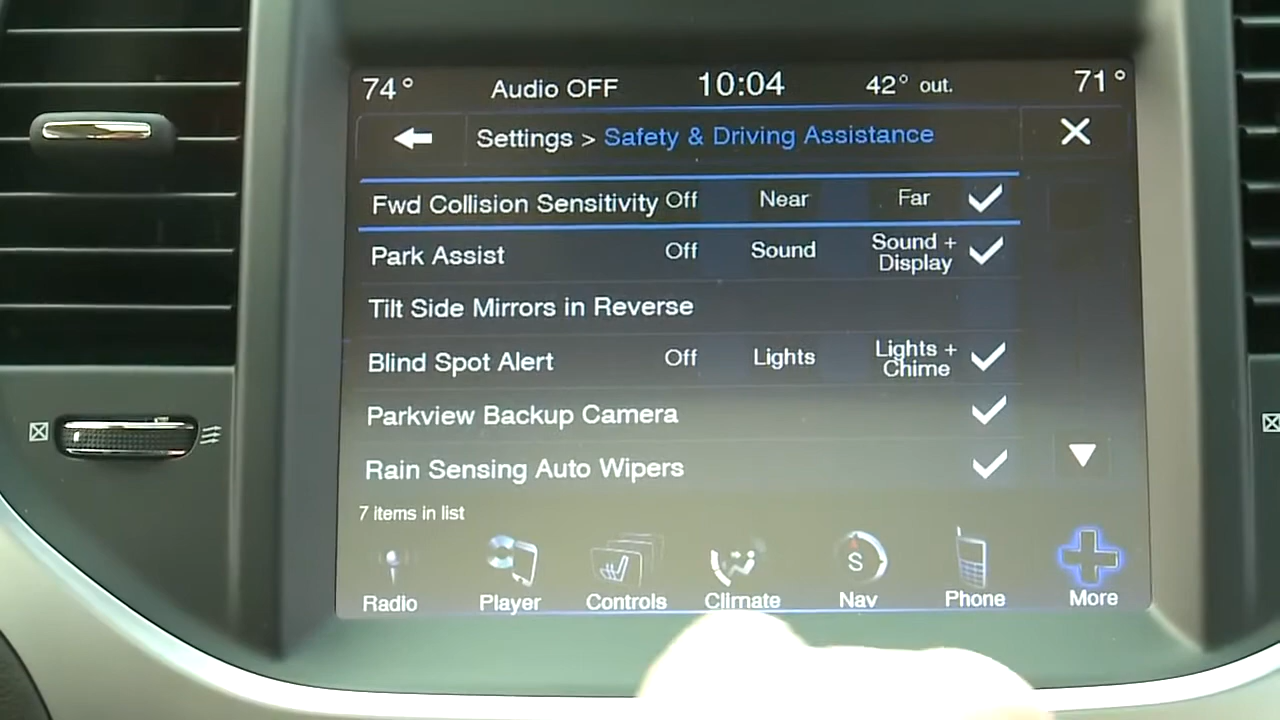 74° Audio OFF 10:04 42° out. 71°
Settings > Safety & Driving Assistance
Fwd Collision Sensitivity Off Near Far
Park Assist Off Sound Sound + Display
Tilt Side Mirrors in Reverse
Blind Spot Alert Off Lights Lights + Chime
Parkview Backup Camera
Rain Sensing Auto Wipers
7 items in list
S
Radio Player Controls Climate Nav Phone More